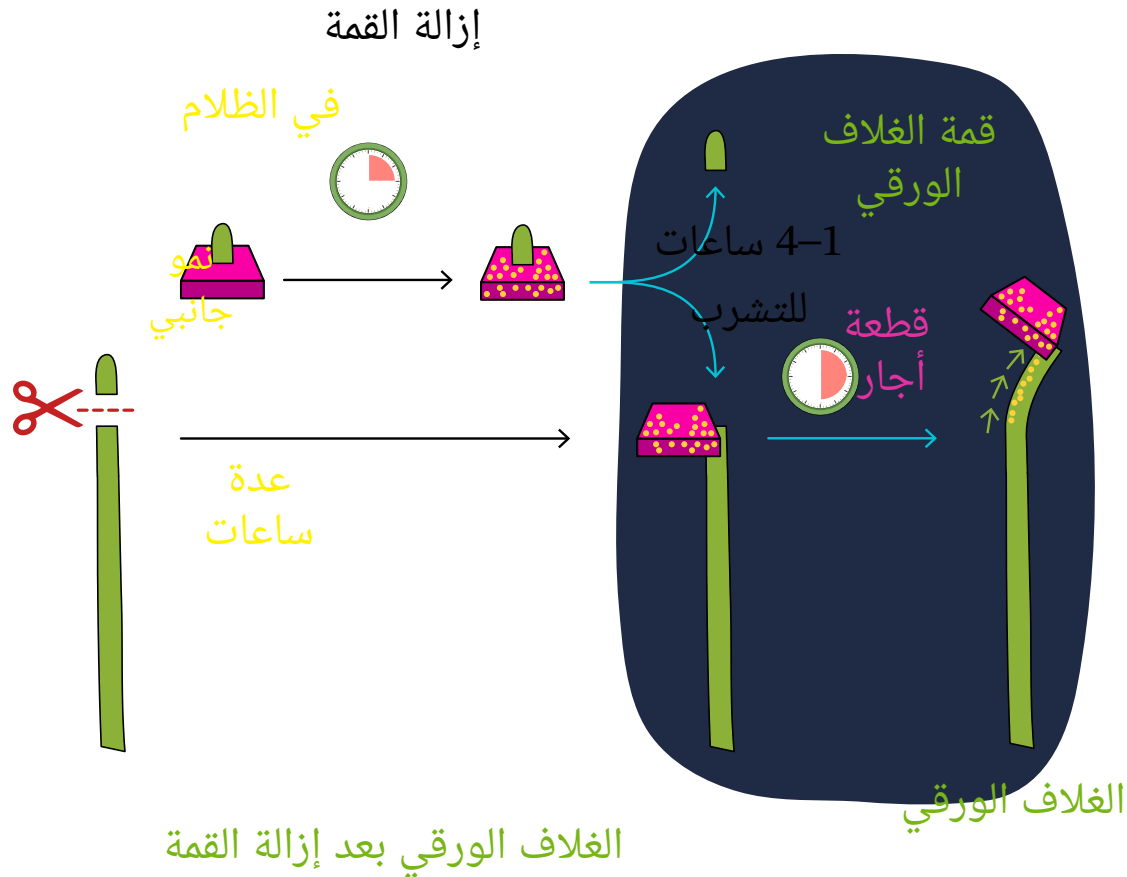 إزالة القمة
في الظلام
قمة الغلاف
الورقي
1–4 ساعات
للتشرب
نمو
جانبي
قطعة
أجار
عدة
ساعات
الغلاف الورقي
الغلاف الورقي بعد إزالة القمة